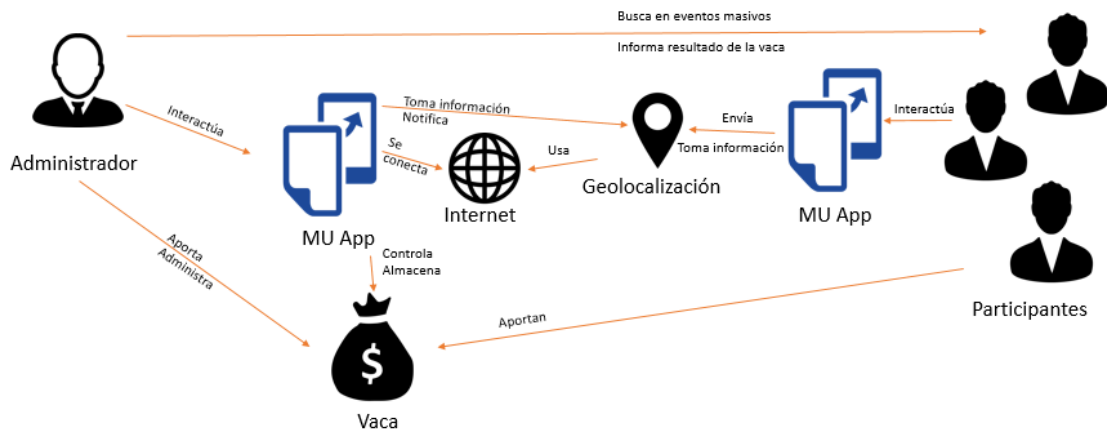 Busca en eventos masivos
Informa resultado de la vaca
Interactúa
Administrador
Toma información
Notifica
Se
conecta
MU App
Internet
Usa
Geolocalización
Envía
Toma información
MU App
Interactúa
Participantes
Controla
Almacena
Aporta
Administra
Aportan
$
Vaca